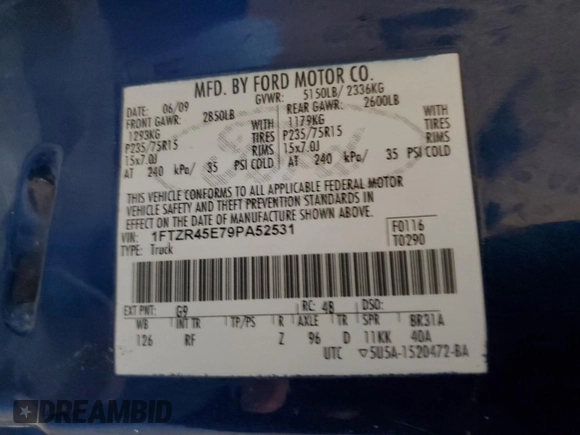 MFD. BY FORD MOTOR CO.
DATE: 06/09 GVWR: 5150LB/ 2336KG
FRONT GAWR: 2850LB REAR GAWR: 2600LB
1293KG WITH 1179KG WITH
P235/75R15 TIRES P235/75R15 TIRES
15x7.0J RIMS 15x7.0J RIMS
AT 240 kPa/ 35 PSI COLD AT 240 kPa/ 35 PSI COLD
THIS VEHICLE CONFORMS TO ALL APPLICABLE FEDERAL MOTOR
VEHICLE SAFETY AND THEFT PREVENTION STANDARDS IN
EFFECT ON THE DATE OF MANUFACTURE SHOWN ABOVE.
VIN: 1FTZR45E79PA52531 F0116
TYPE: Truck T0290
EXT PNT: G9 RC: 48 DSO:
WB INT TR TP/PS R AXLE TR SPR BR31A
126 RF Z 96 D 11KK 4DA
UTC ▽5U5A-1520472-BA
DREAMBID